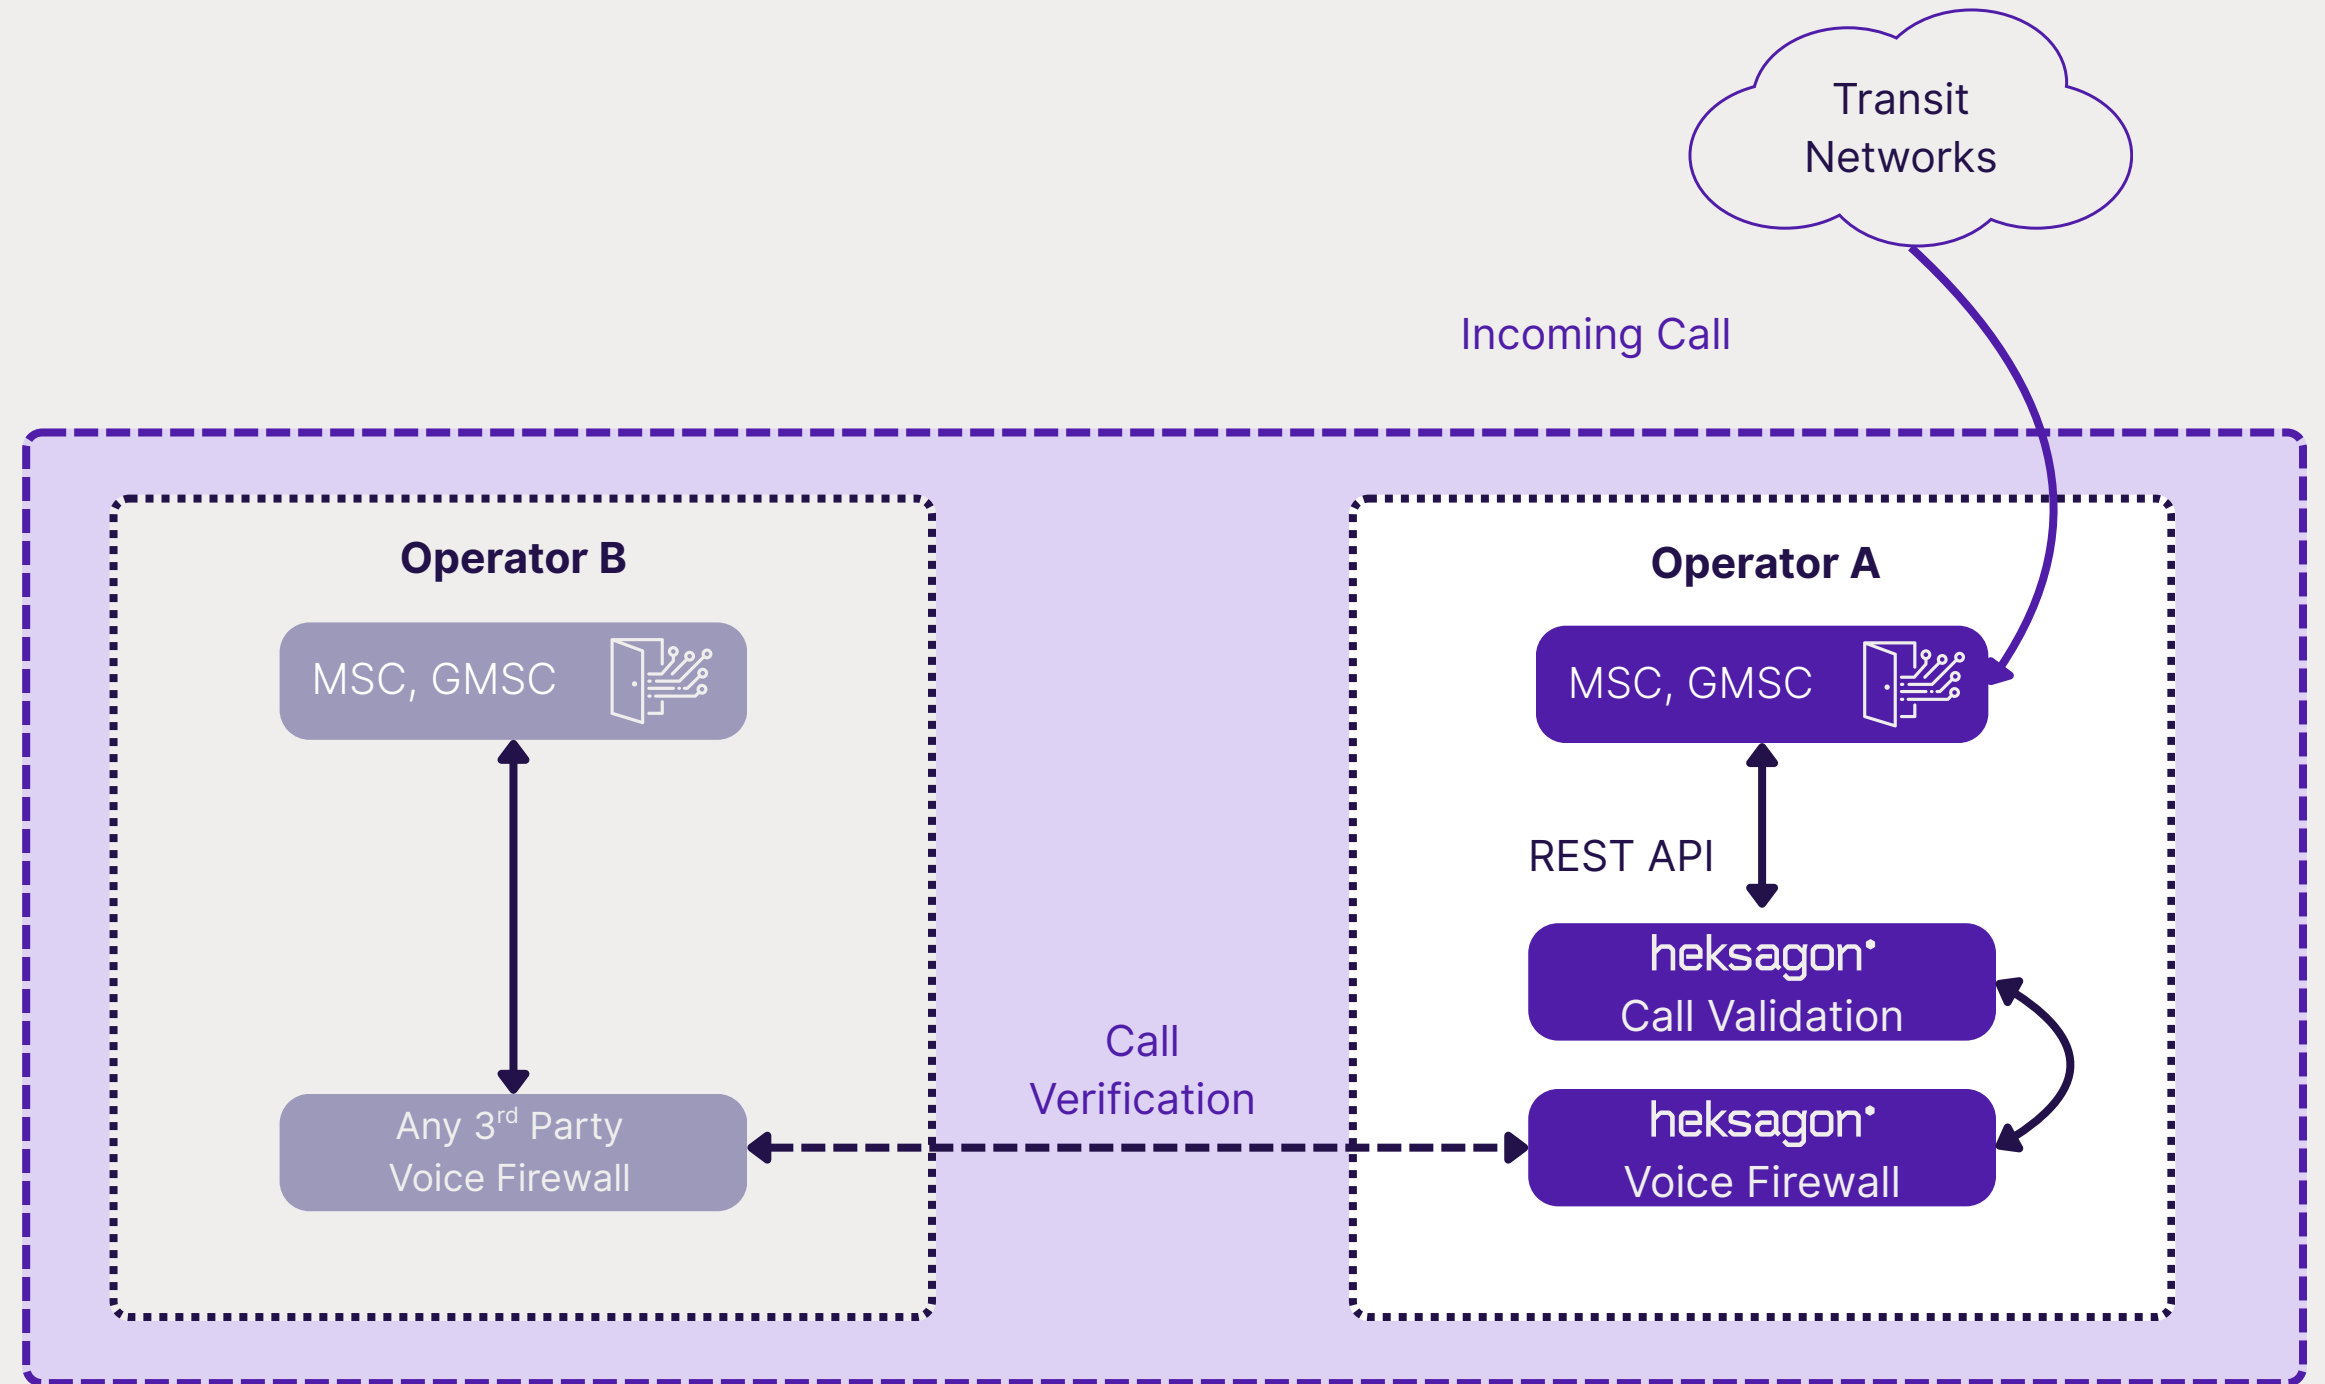 Transit
Networks
Incoming Call
Operator B
MSC, GMSC
Any 3rd Party
Voice Firewall
Call
Verification
Operator A
MSC, GMSC
REST API
heksagon
Call Validation
heksagon
Voice Firewall